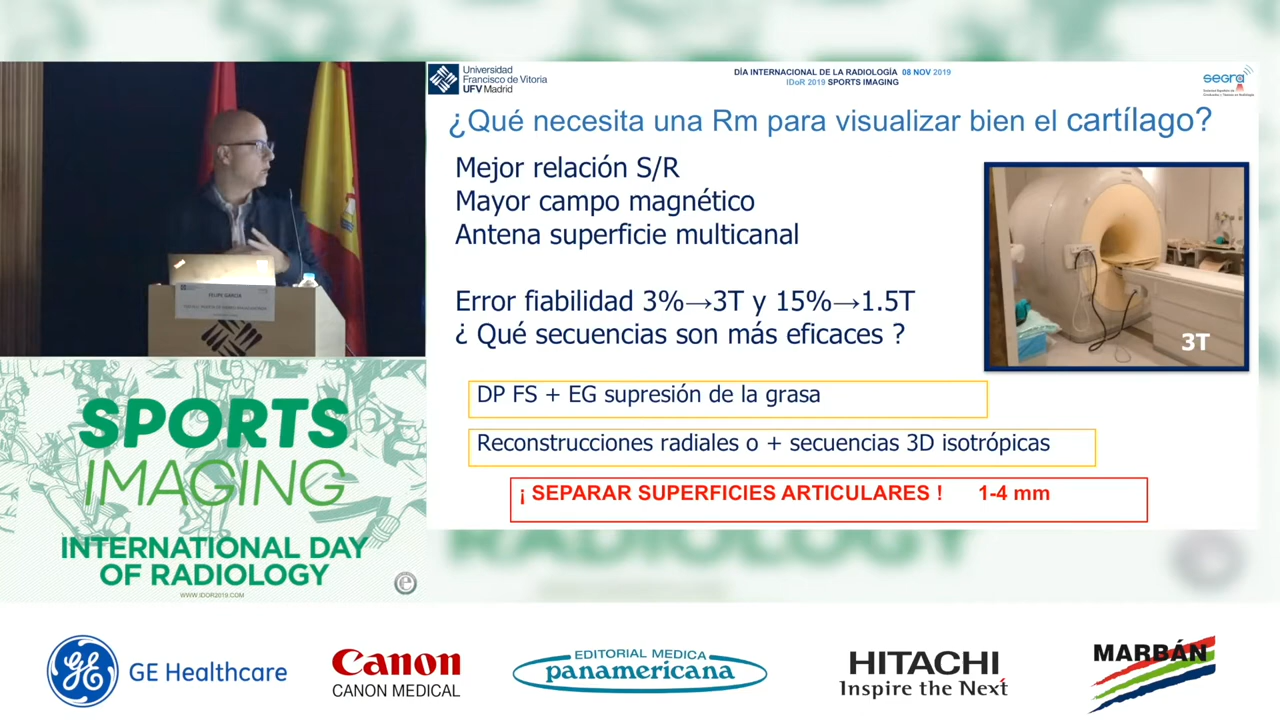 Universidad
Francisco de Vitoria
UFV Madrid
DÍA INTERNACIONAL DE LA RADIOLOGÍA 08 NOV 2019
IDoR 2019 SPORTS IMAGING
segra
¿Qué necesita una Rm para visualizar bien el cartílago?
Mejor relación S/R
Mayor campo magnético
Antena superficie multicanal
Error fiabilidad 3%→3T y 15%→1.5T
¿ Qué secuencias son más eficaces ?
3T
DP FS + EG supresión de la grasa
Reconstrucciones radiales o + secuencias 3D isotrópicas
¡ SEPARAR SUPERFICIES ARTICULARES ! 1-4 mm
FELIPE GARCÍA
SPORTS
IMAGING
INTERNATIONAL DAY
OF RADIOLOGY
WWW.IDOR2019.COM
RADIOLOGY
GE
GE Healthcare
Canon
CANON MEDICAL
EDITORIAL MEDICA
panamericana
HITACHI
Inspire the Next
MARBÁN